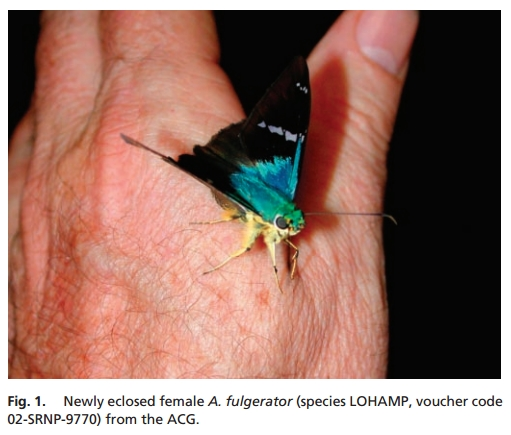 Fig. 1. Newly eclosed female A. fulgerator (species LOHAMP, voucher code
02-SRNP-9770) from the ACG.